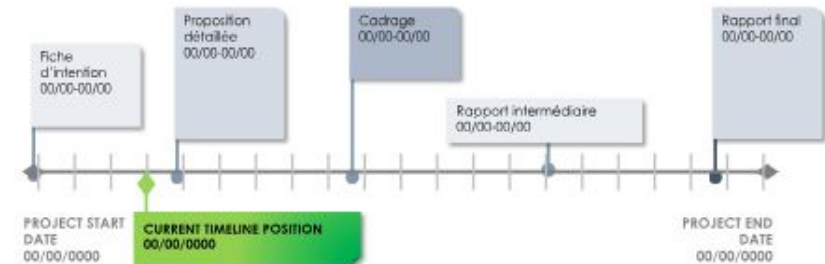 Fiche
d'intention
00/00-00/00
Proposition
détaillée
00/00-00/00
Cadrage
00/00-00/00
Rapport intermédiaire
00/00-00/00
Rapport final
00/00-00/00
PROJECT START
DATE
00/00/0000
CURRENT TIMELINE POSITION
00/00/0000
PROJECT END
DATE
00/00/0000